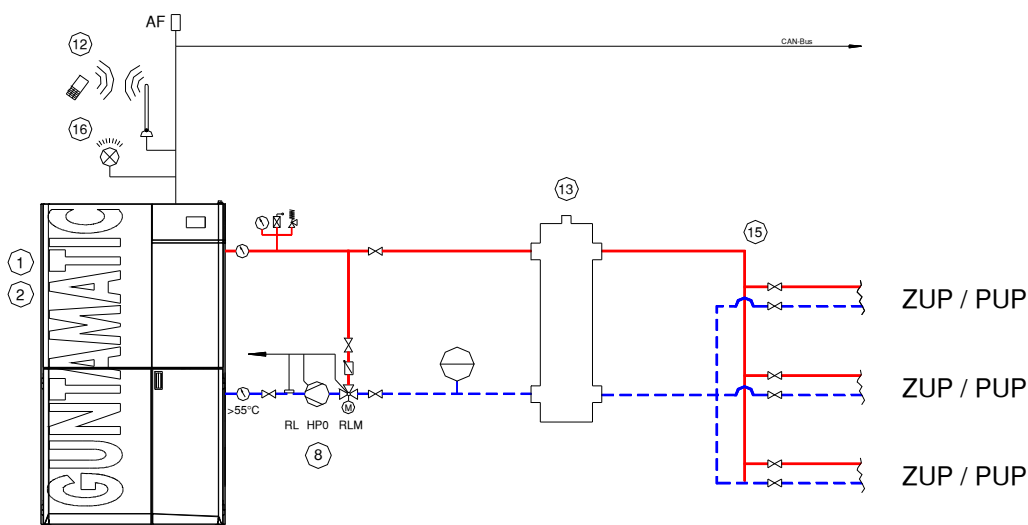 AF
12
CAN-Bus
16
13
GUNTAMATIC
1
15
2
ZUP / PUP
ZUP / PUP
>55°C
RL HP0 RLM
M
8
ZUP / PUP